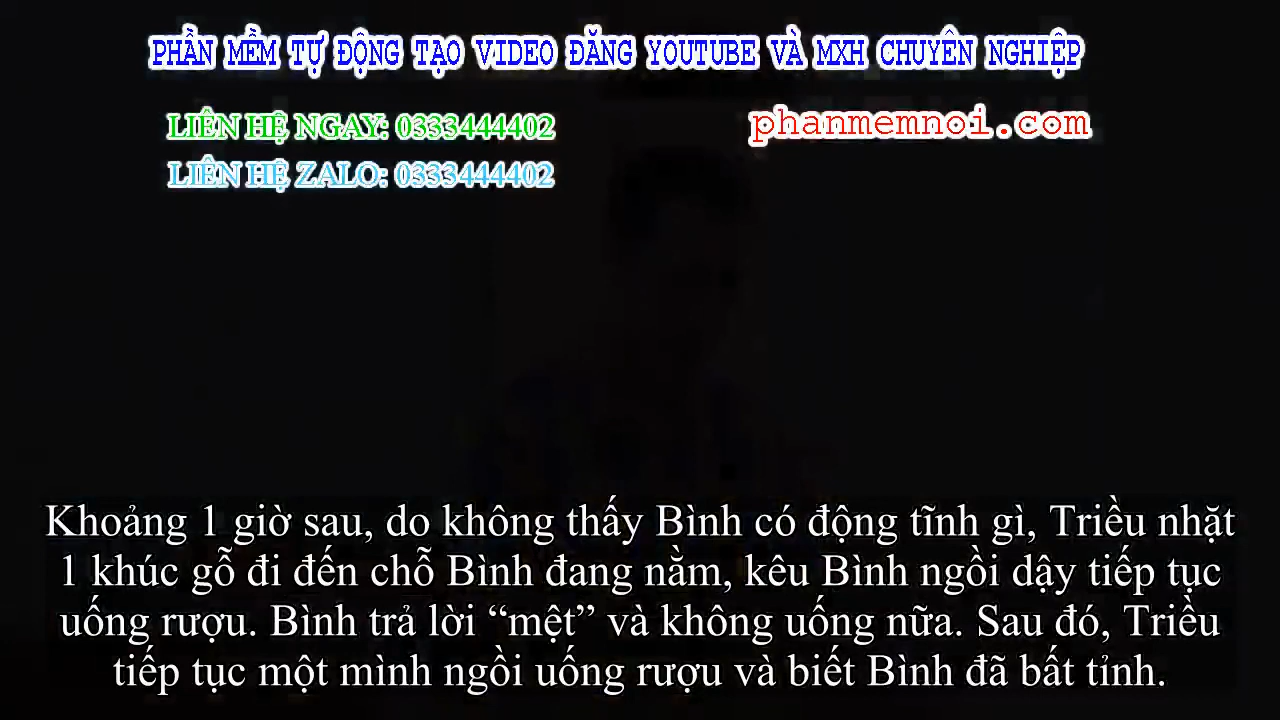 PHẦN MỀM TỰ ĐỘNG TẠO VIDEO ĐĂNG YOUTUBE VÀ MXH CHUYÊN NGHIỆP
LIÊN HỆ NGAY: 0333444402
phanmemnoi.com
LIÊN HỆ ZALO: 0333444402
Khoảng 1 giờ sau, do không thấy Bình có động tĩnh gì, Triều nhặt
1 khúc gỗ đi đến chỗ Bình đang nằm, kêu Bình ngồi dậy tiếp tục
uống rượu. Bình trả lời “mệt” và không uống nữa. Sau đó, Triều
tiếp tục một mình ngồi uống rượu và biết Bình đã bất tỉnh.